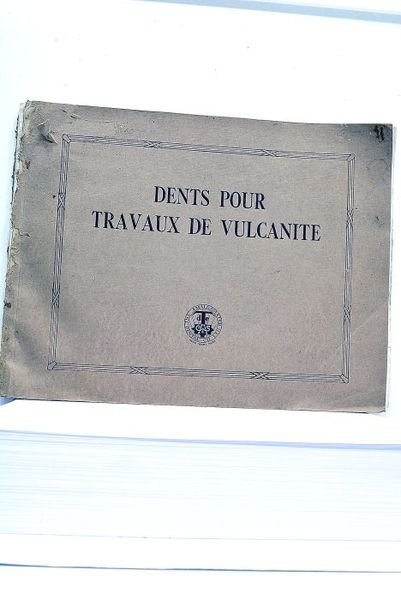 DENTS POUR
TRAVAUX DE VULCANITE